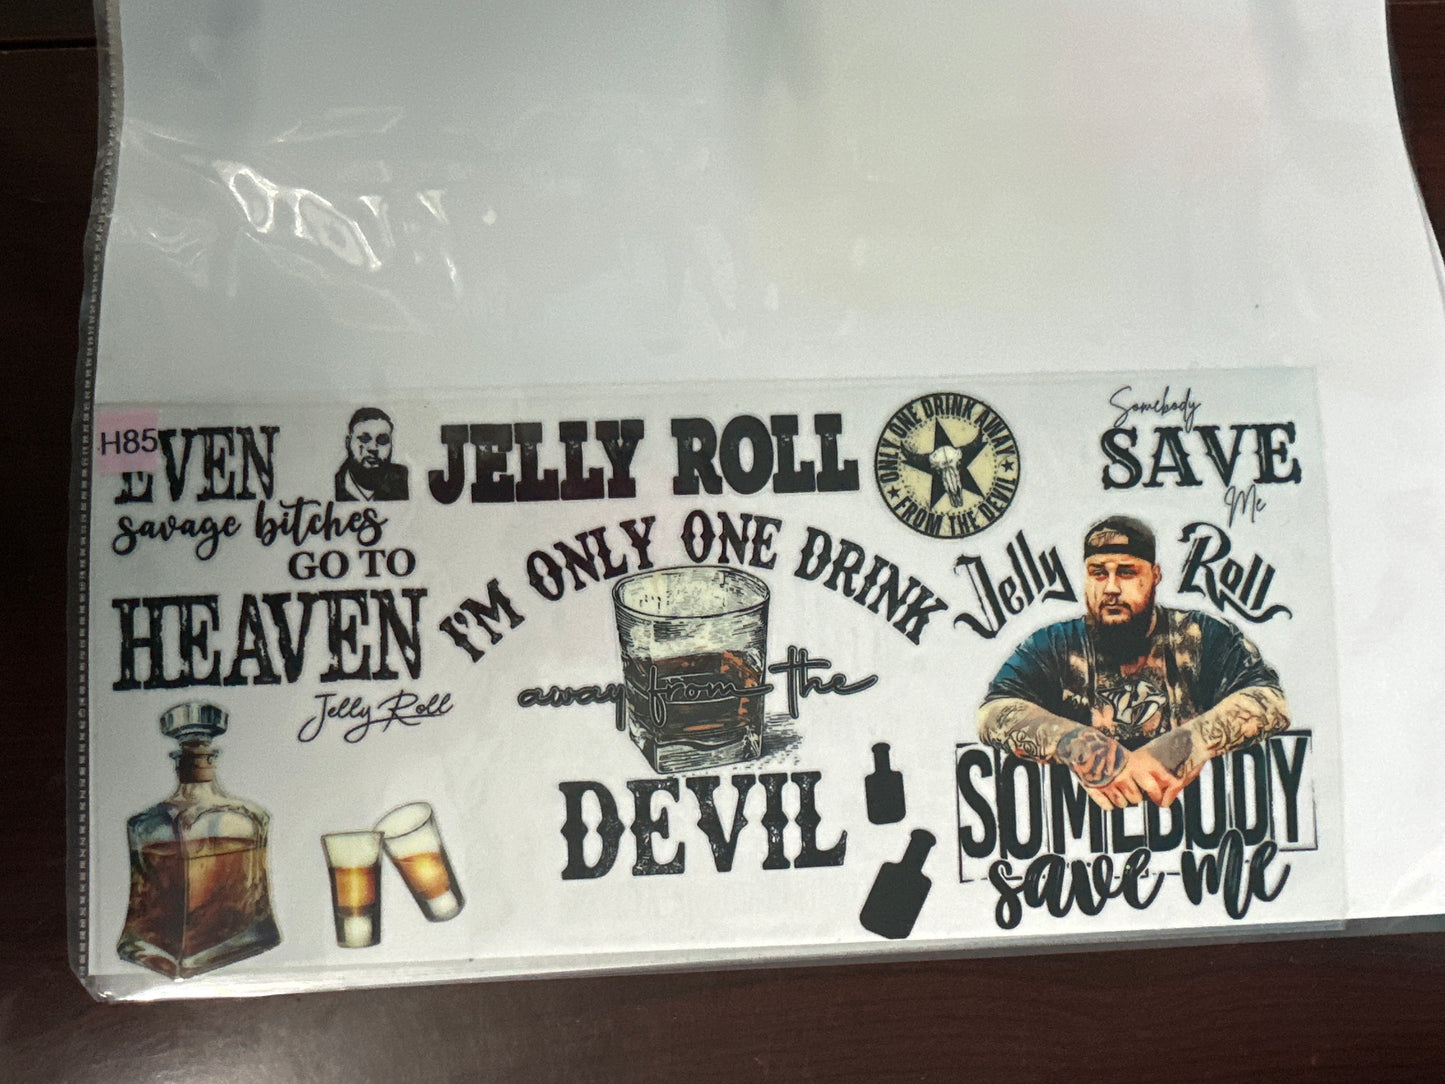 H85
EVEN
savage bitches
GO TO
HEAVEN
Jelly Roll
JELLY ROLL
I'M ONLY ONE DRINK
away from the
DEVIL
ONLY ONE DRINK AWAY
FROM THE DEVIL
Somebody
SAVE
Me
Jelly Roll
SOMEBODY
save me